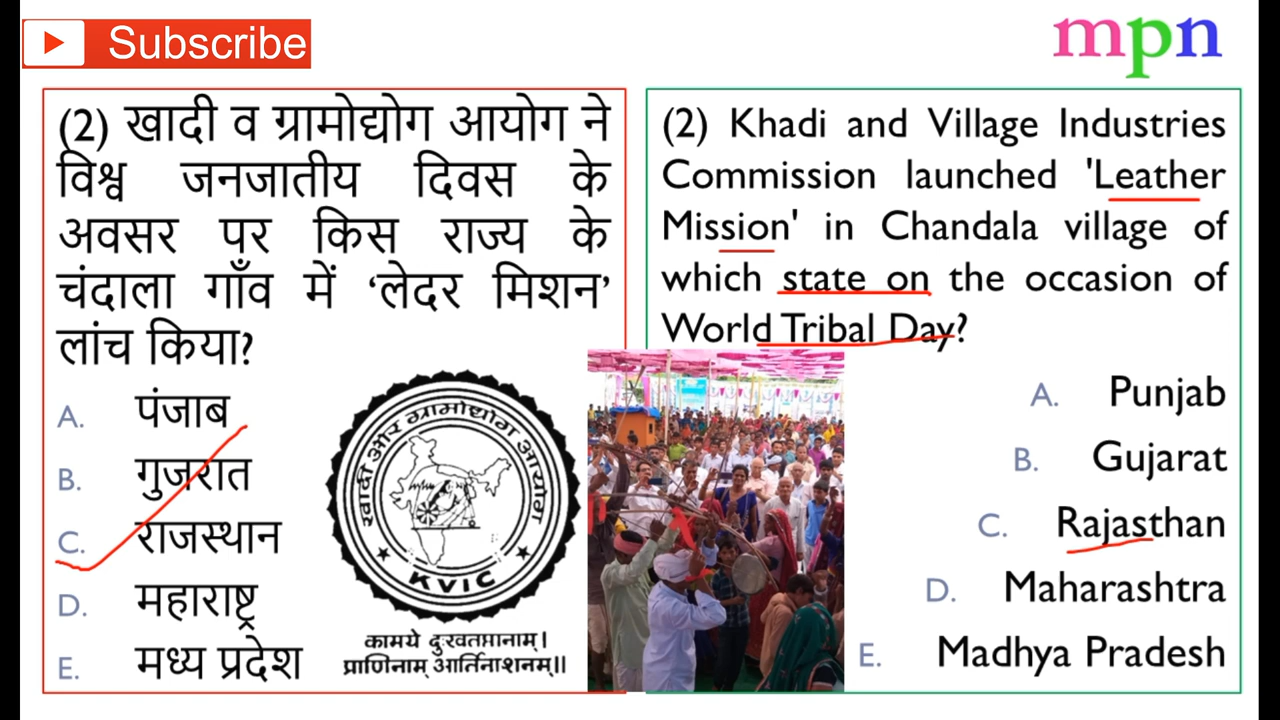 Subscribe
mpn
(2) खादी व ग्रामोद्योग आयोग ने
विश्व जनजातीय दिवस के
अवसर पर किस राज्य के
चंदाला गाँव में ‘लेदर मिशन’
लांच किया?
A. पंजाब
B. गुजरात
C. राजस्थान
D. महाराष्ट्र
E. मध्य प्रदेश
खादी और ग्रामोद्योग आयोग
KVIC
कामये दुःखतप्तानाम्।
प्राणिनाम् आर्तिनाशनम्॥
(2) Khadi and Village Industries
Commission launched 'Leather
Mission' in Chandala village of
which state on the occasion of
World Tribal Day?
A. Punjab
B. Gujarat
C. Rajasthan
D. Maharashtra
E. Madhya Pradesh